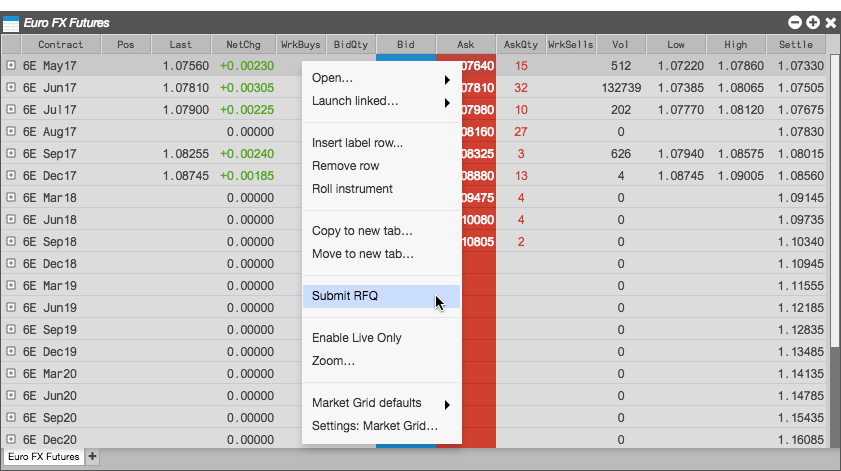 Euro FX Futures
Contract Pos Last NetChg WrkBuys BidQty Bid Ask AskQty WrkSells Vol Low High Settle
6E May17 1.07560 +0.00230 07640 15 512 1.07220 1.07860 1.07330
Open...
6E Jun17 1.07810 +0.00305 07810 32 132739 1.07385 1.08065 1.07505
Launch linked...
6E Jul17 1.07900 +0.00225 07980 10 202 1.07770 1.08120 1.07675
6E Aug17 0.00000 08160 27 0 1.07830
Insert label row...
6E Sep17 1.08255 +0.00240 08325 3 626 1.07940 1.08575 1.08015
Remove row
6E Dec17 1.08745 +0.00185 08880 13 4 1.08745 1.09005 1.08560
Roll instrument
6E Mar18 0.00000 09475 4 0 1.09145
6E Jun18 0.00000 10080 4 0 1.09735
Copy to new tab...
6E Sep18 0.00000 10805 2 0 1.10340
Move to new tab...
6E Dec18 0.00000 0 1.10945
6E Mar19 0.00000 0 1.11555
Submit RFQ
6E Jun19 0.00000 0 1.12185
6E Sep19 0.00000 0 1.12835
Enable Live Only
6E Dec19 0.00000 0 1.13485
Zoom...
6E Mar20 0.00000 0 1.14135
6E Jun20 0.00000 0 1.14785
Market Grid defaults
6E Sep20 0.00000 0 1.15435
Settings: Market Grid...
6E Dec20 0.00000 0 1.16085
Euro FX Futures